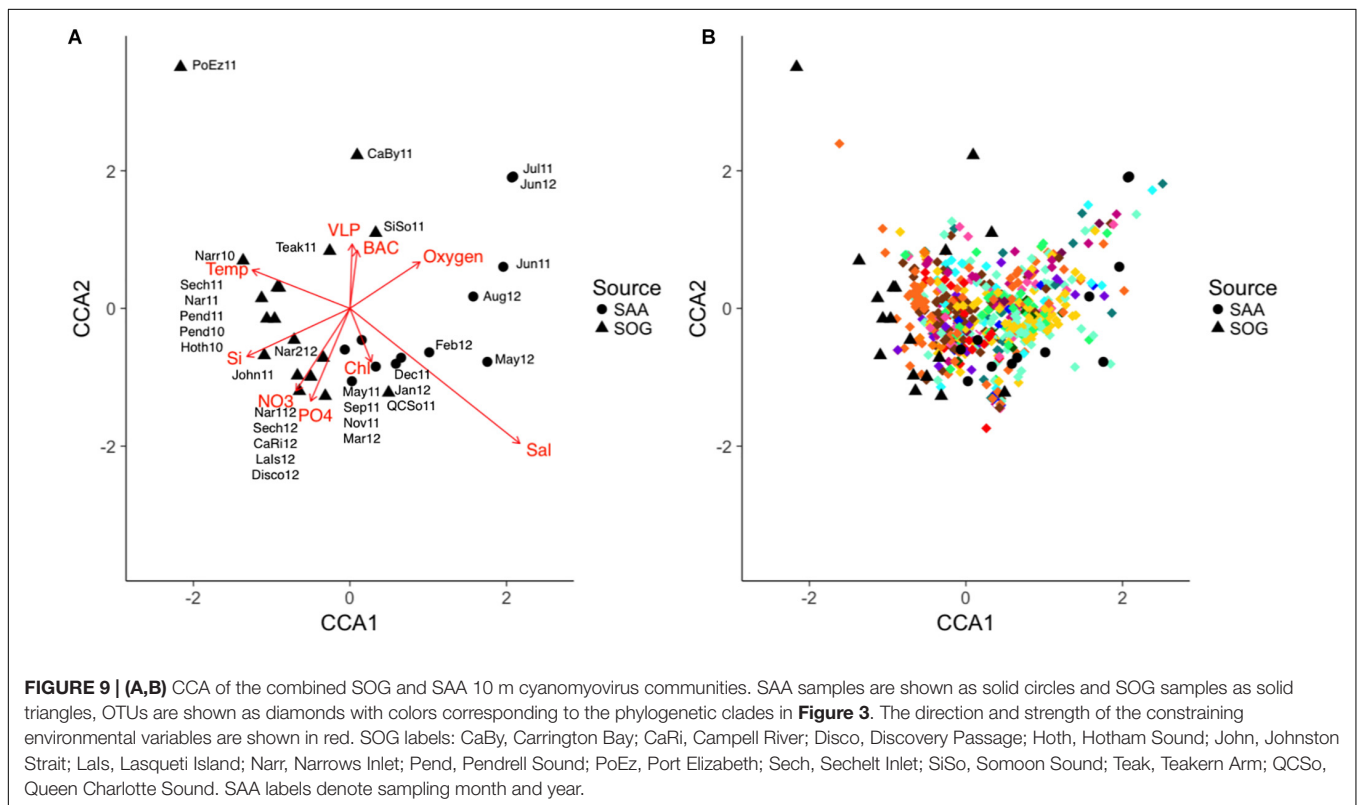 A
B
PoEz11
CaBy11
Jul11
Jun12
VLP
SiSo11
BAC
Teak11
Oxygen
Narr10
Temp
Jun11
Sech11
Nar11
Pend11
Pend10
Hoth10
Aug12
Si
Nar212
Chl
Feb12
May12
John11
NO3
PO4
Dec11
Jan12
QCSo11
May11
Sep11
Nov11
Mar12
Nar112
Sech12
CaRi12
LaIs12
Disco12
Sal
2
0
-2
CCA2
-2
0
2
CCA1
Source
SAA
SOG
2
0
-2
CCA2
-2
0
2
CCA1
Source
SAA
SOG
FIGURE 9 | (A,B) CCA of the combined SOG and SAA 10 m cyanomyovirus communities. SAA samples are shown as solid circles and SOG samples as solid
triangles, OTUs are shown as diamonds with colors corresponding to the phylogenetic clades in Figure 3. The direction and strength of the constraining
environmental variables are shown in red. SOG labels: CaBy, Carrington Bay; CaRi, Campell River; Disco, Discovery Passage; Hoth, Hotham Sound; John, Johnston
Strait; LaIs, Lasqueti Island; Narr, Narrows Inlet; Pend, Pendrell Sound; PoEz, Port Elizabeth; Sech, Sechelt Inlet; SiSo, Somoon Sound; Teak, Teakern Arm; QCSo,
Queen Charlotte Sound. SAA labels denote sampling month and year.